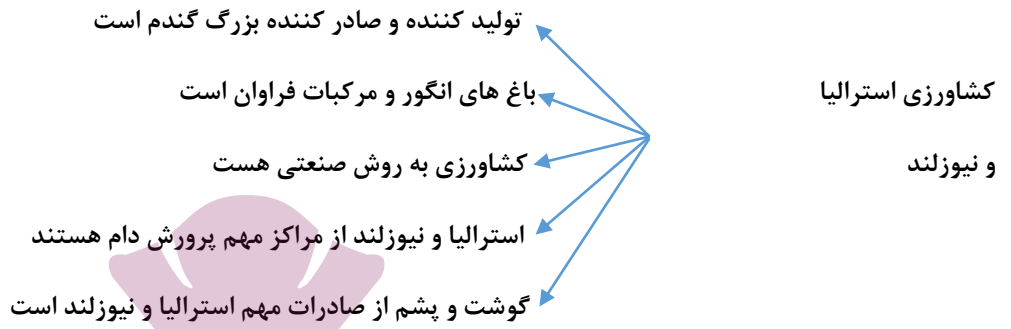 تولید کننده و صادر کننده بزرگ گندم است
کشاورزی استرالیا
باغ های انگور و مرکبات فراوان است
و نیوزلند
کشاورزی به روش صنعتی هست
استرالیا و نیوزلند از مراکز مهم پرورش دام هستند
گوشت و پشم از صادرات مهم استرالیا و نیوزلند است